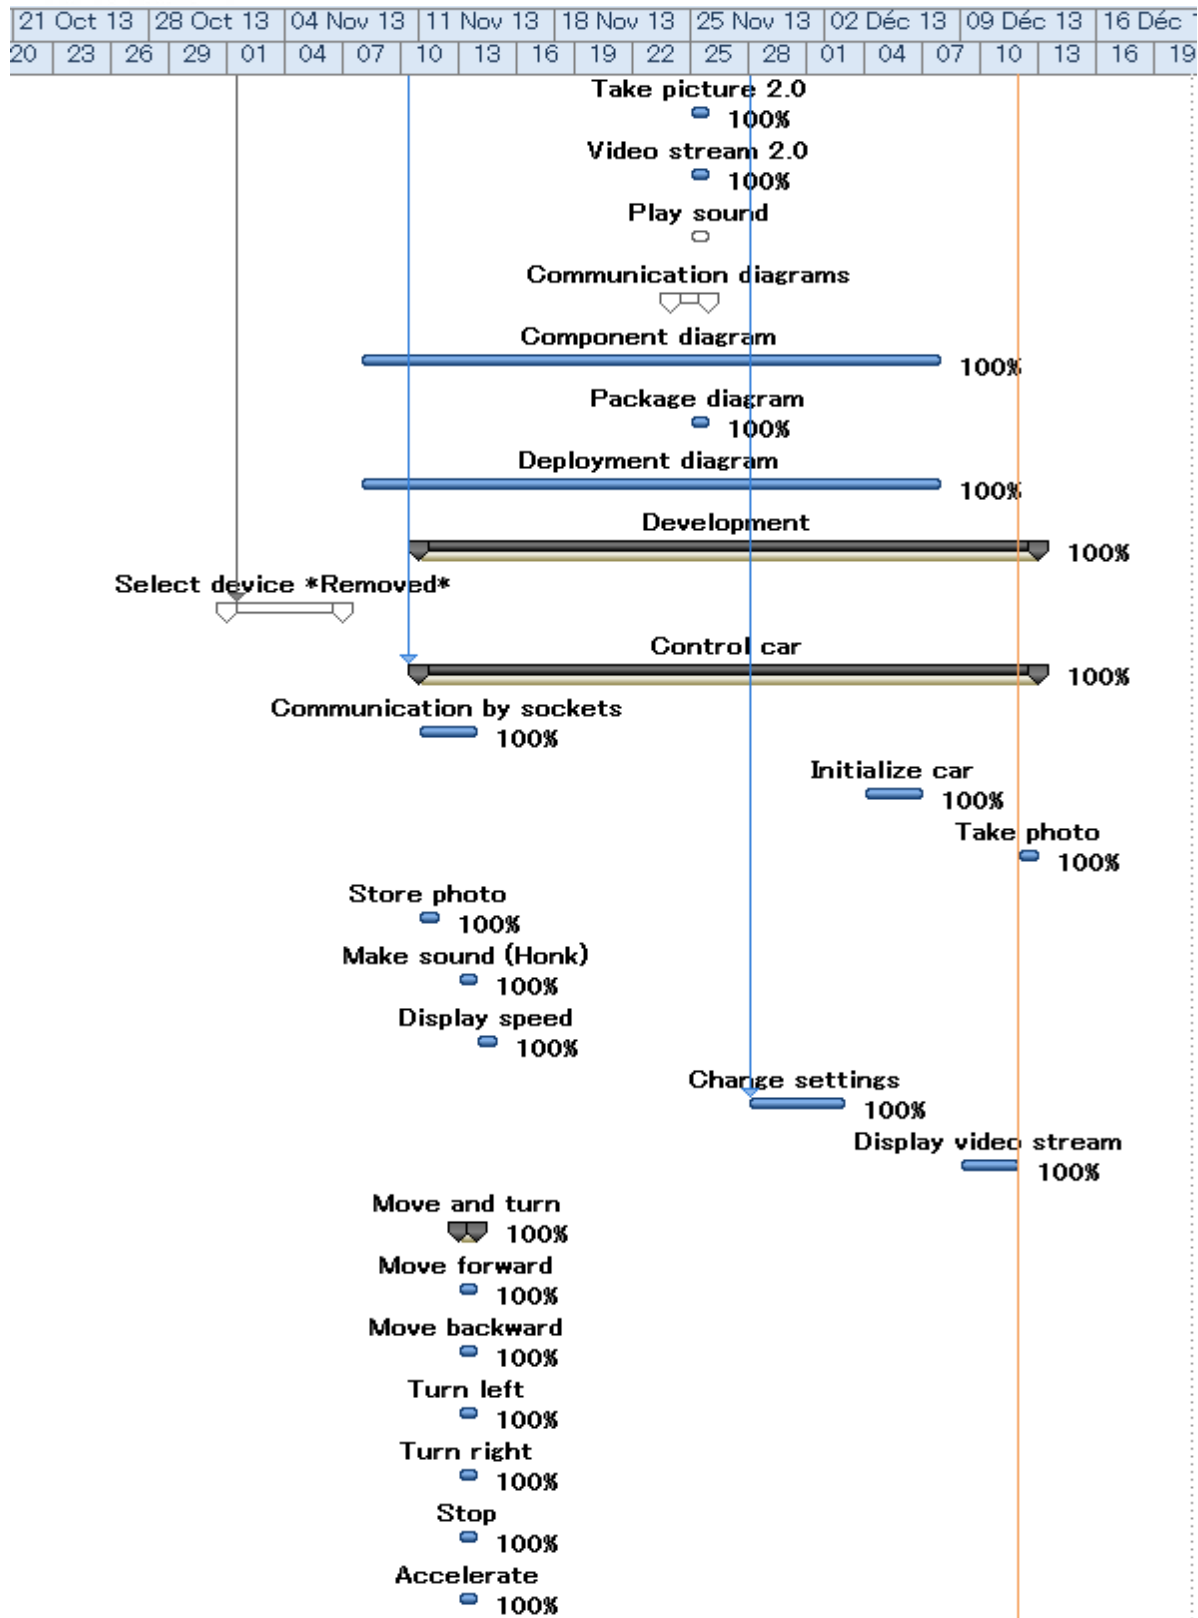 21 Oct 13 28 Oct 13 04 Nov 13 11 Nov 13 18 Nov 13 25 Nov 13 02 Déc 13 09 Déc 13 16 Déc
20 23 26 29 01 04 07 10 13 16 19 22 25 28 01 04 07 10 13 16 19
Take picture 2.0
100%
Video stream 2.0
100%
Play sound
Communication diagrams
Component diagram
100%
Package diagram
100%
Deployment diagram
100%
Development
100%
Select device *Removed*
Control car
100%
Communication by sockets
100%
Initialize car
100%
Take photo
100%
Store photo
100%
Make sound (Honk)
100%
Display speed
100%
Change settings
100%
Display video stream
100%
Move and turn
100%
Move forward
100%
Move backward
100%
Turn left
100%
Turn right
100%
Stop
100%
Accelerate
100%